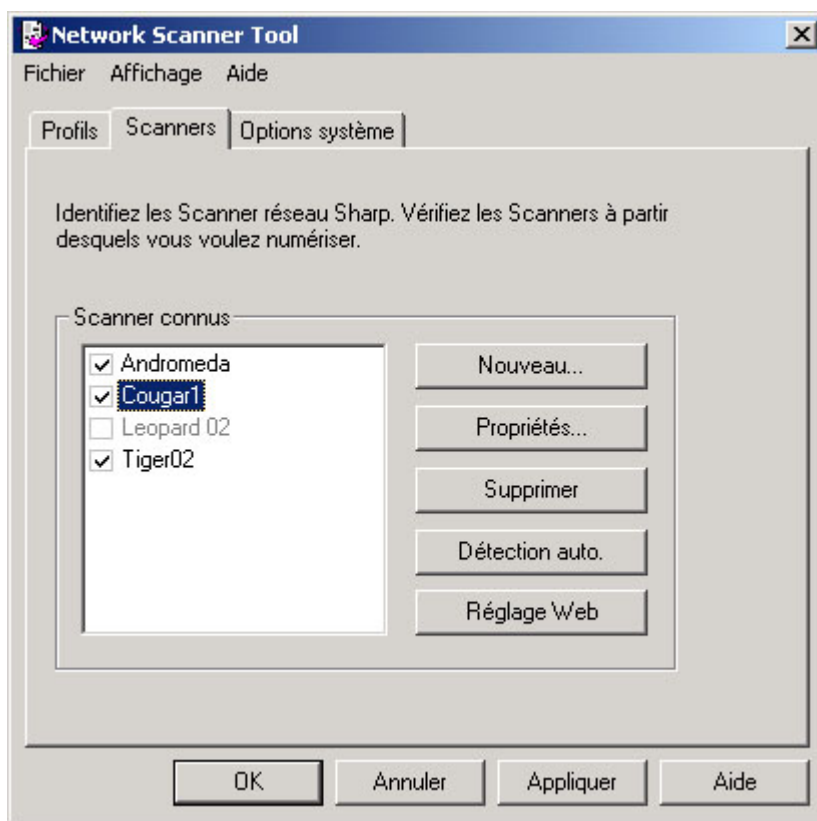 Network Scanner Tool
Fichier Affichage Aide
Profils Scanners Options système
Identifiez les Scanner réseau Sharp. Vérifiez les Scanners à partir
desquels vous voulez numériser.
Scanner connus
Andromeda
Cougar1
Leopard 02
Tiger02
Nouveau...
Propriétés...
Supprimer
Détection auto.
Réglage Web
OK Annuler Appliquer Aide